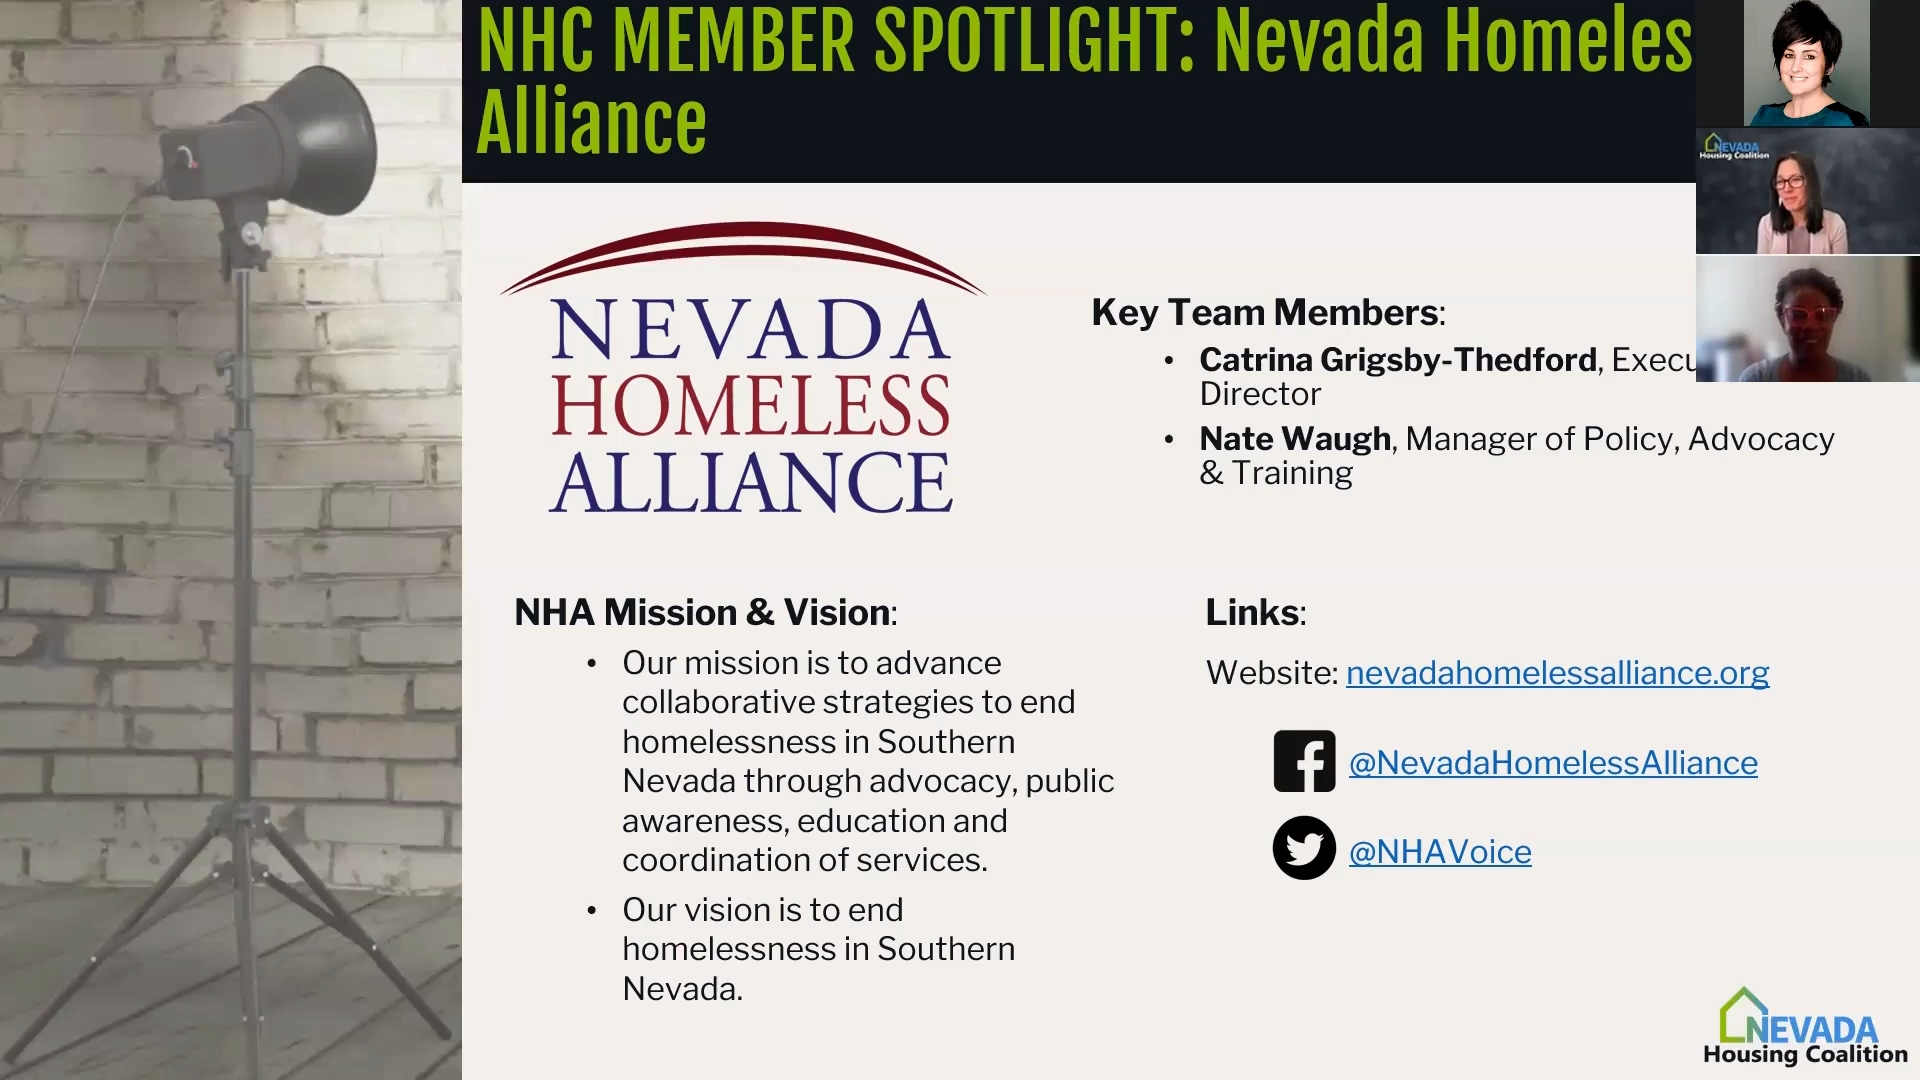 NHC MEMBER SPOTLIGHT: Nevada Homeles
Alliance
NEVADA
Housing Coalition
NEVADA
HOMELESS
ALLIANCE
Key Team Members:
• Catrina Grigsby-Thedford, Execu
Director
• Nate Waugh, Manager of Policy, Advocacy
& Training
NHA Mission & Vision:
• Our mission is to advance
collaborative strategies to end
homelessness in Southern
Nevada through advocacy, public
awareness, education and
coordination of services.
• Our vision is to end
homelessness in Southern
Nevada.
Links:
Website: nevadahomelessalliance.org
@NevadaHomelessAlliance
@NHAVoice
NEVADA
Housing Coalition